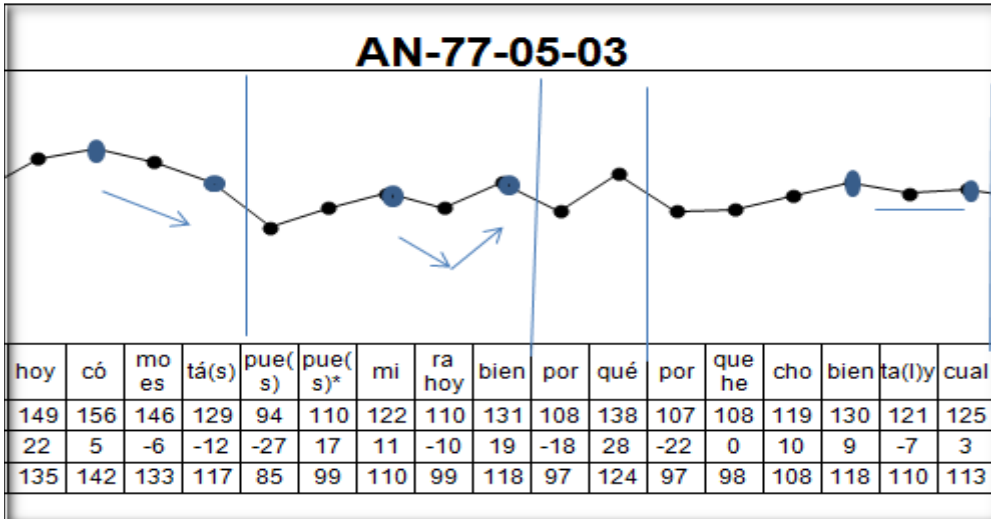 AN-77-05-03
hoy có mo es tá(s) pue(s) pue(s)* mi ra hoy bien por qué por que he cho bien ta(l)y cual
149 156 146 129 94 110 122 110 131 108 138 107 108 119 130 121 125
22 5 -6 -12 -27 17 11 -10 19 -18 28 -22 0 10 9 -7 3
135 142 133 117 85 99 110 99 118 97 124 97 98 108 118 110 113